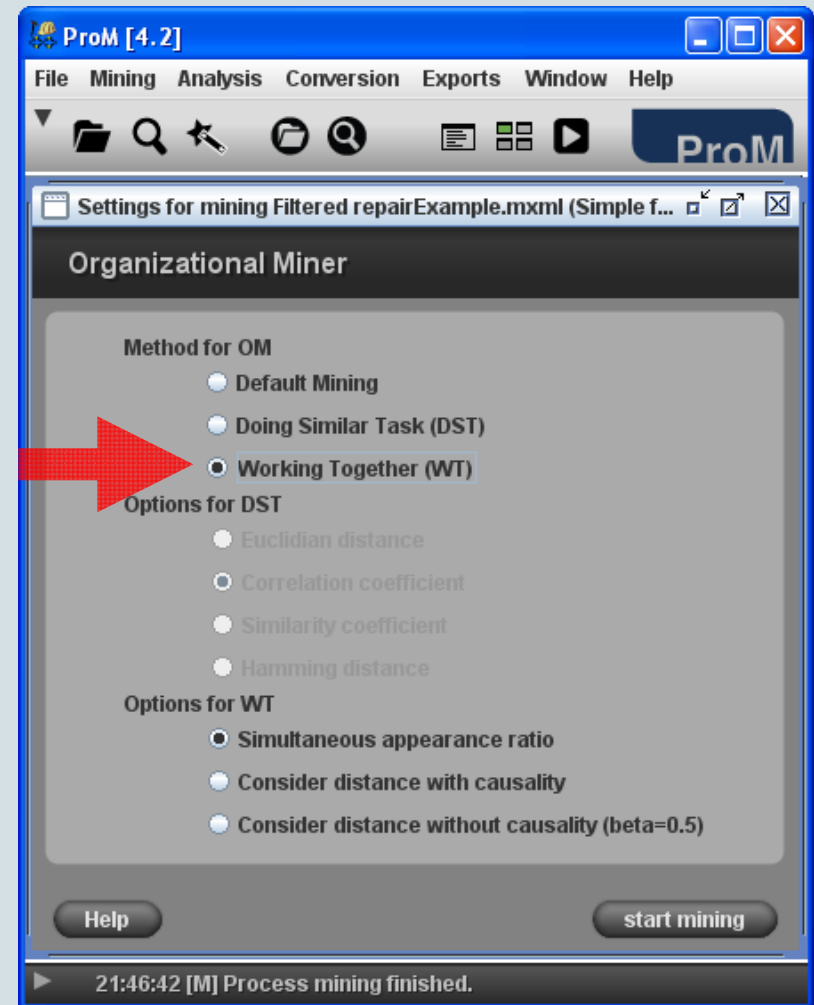 ProM [4.2]
File Mining Analysis Conversion Exports Window Help
ProM
Settings for mining Filtered repairExample.mxml (Simple f...
Organizational Miner
Method for OM
Default Mining
Doing Similar Task (DST)
Working Together (WT)
Options for DST
Euclidian distance
Correlation coefficient
Similarity coefficient
Hamming distance
Options for WT
Simultaneous appearance ratio
Consider distance with causality
Consider distance without causality (beta=0.5)
Help start mining
21:46:42 [M] Process mining finished.